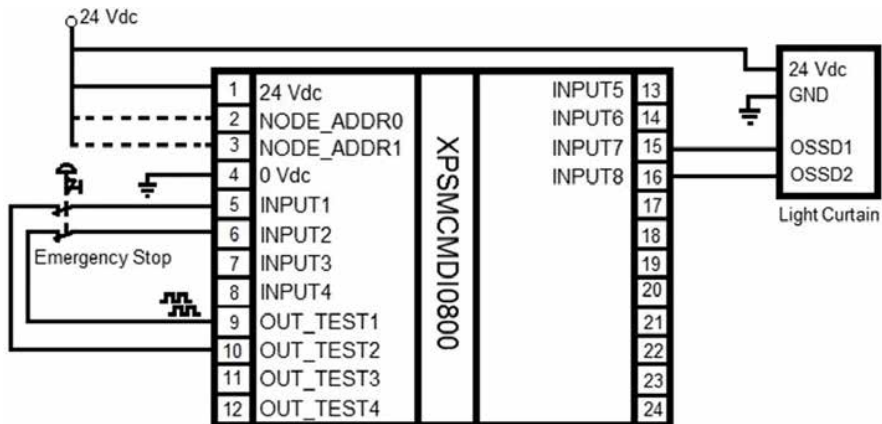 24 Vdc
1 24 Vdc
2 NODE_ADDR0
3 NODE_ADDR1
4 0 Vdc
5 INPUT1
6 INPUT2
7 INPUT3
8 INPUT4
9 OUT_TEST1
10 OUT_TEST2
11 OUT_TEST3
12 OUT_TEST4
Emergency Stop
XPSMCMDI0800
INPUT5 13
INPUT6 14
INPUT7 15
INPUT8 16
17
18
19
20
21
22
23
24
24 Vdc
GND
OSSD1
OSSD2
Light Curtain